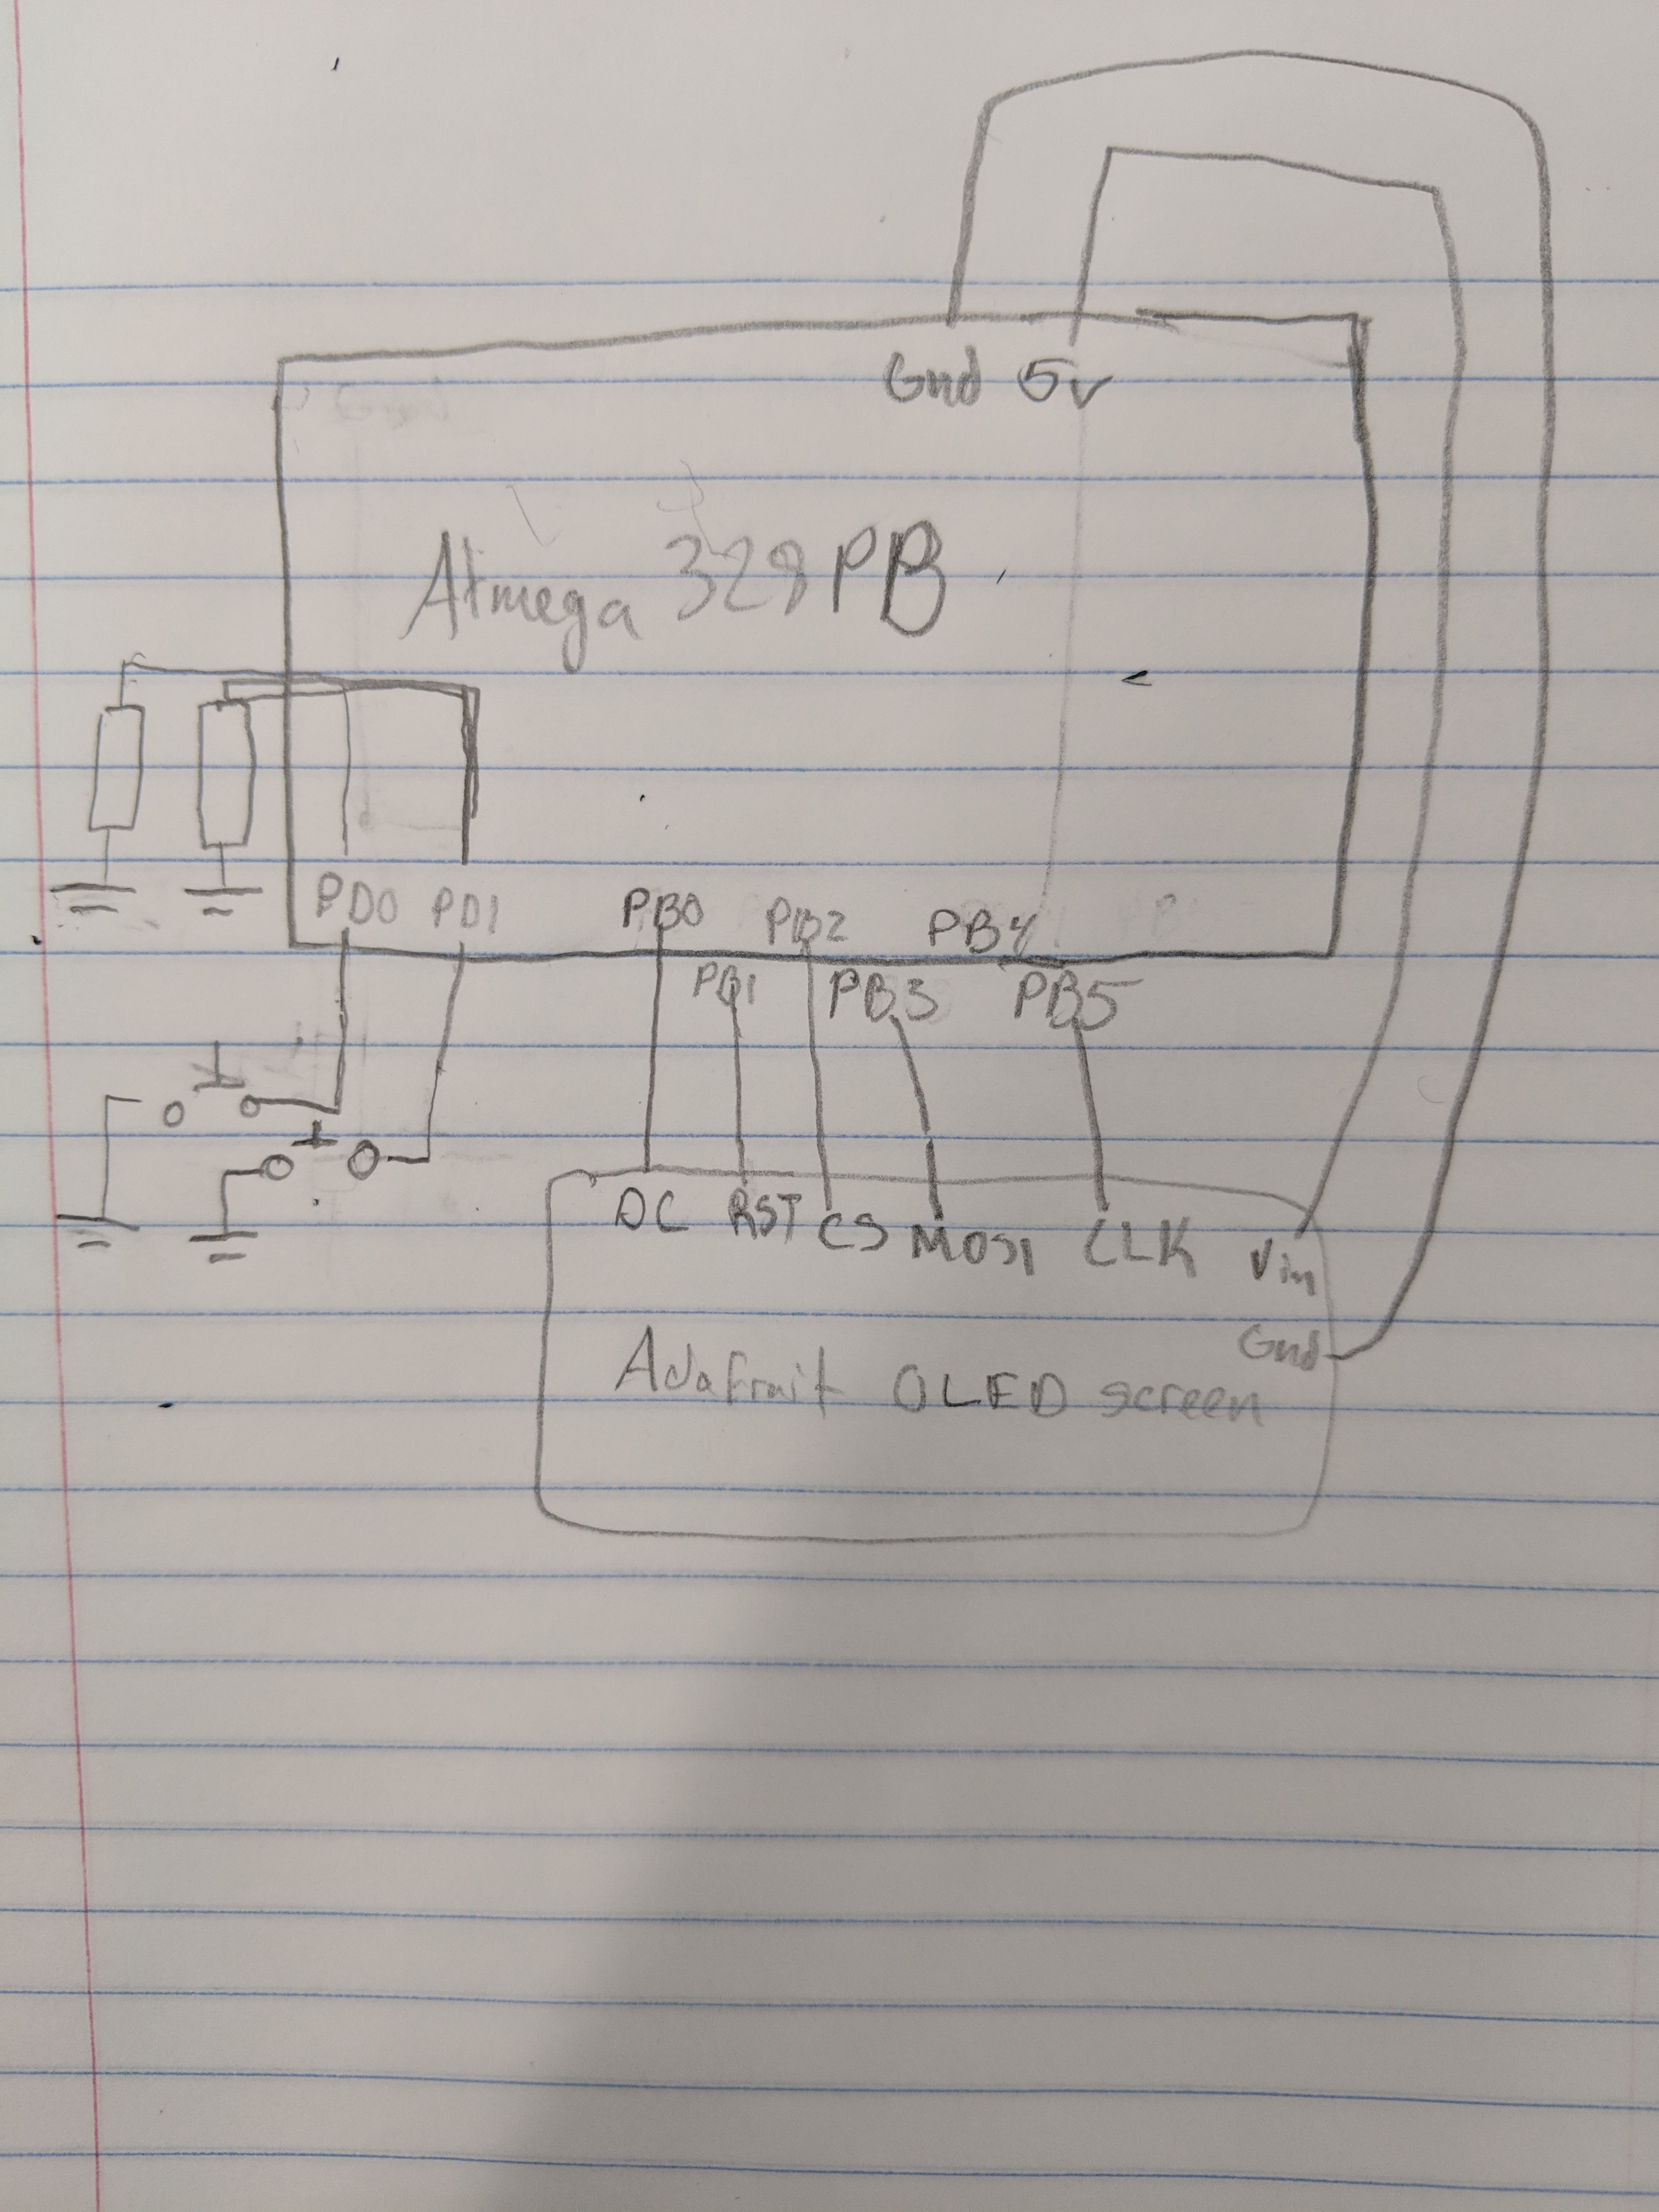 Gnd 5v
Atmega 328PB
PD0 PD1 PB0 PB2 PB4
PB1 PB3 PB5
DC RST CS MOSI CLK Vin
Gnd
Adafruit OLED screen